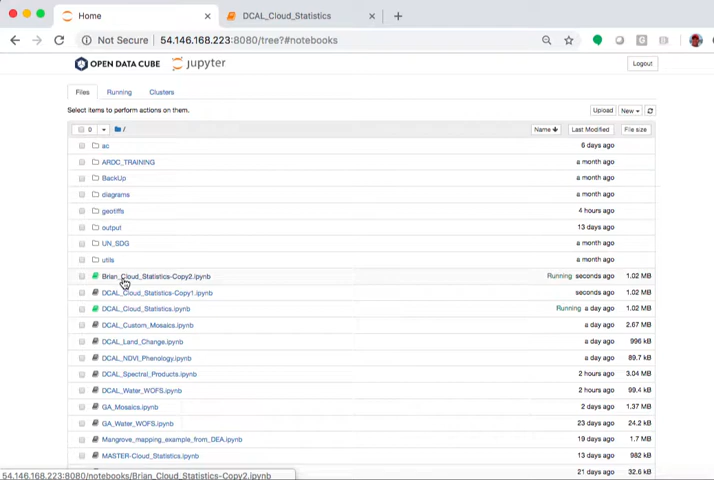 Home × DCAL_Cloud_Statistics × +
Not Secure 54.146.168.223:8080/tree?#notebooks
OPEN DATA CUBE jupyter Logout
Files Running Clusters
Select items to perform actions on them. Upload New
0 / Name Last Modified File size
ac 6 days ago
ARDC_TRAINING a month ago
BackUp a month ago
diagrams a month ago
geotiffs 4 hours ago
output 13 days ago
UN_SDG a month ago
utils a month ago
Brian_Cloud_Statistics-Copy2.ipynb Running seconds ago 1.02 MB
DCAL_Cloud_Statistics-Copy1.ipynb seconds ago 1.02 MB
DCAL_Cloud_Statistics.ipynb Running a day ago 1.02 MB
DCAL_Custom_Mosaics.ipynb a day ago 2.67 MB
DCAL_Land_Change.ipynb a day ago 996 kB
DCAL_NDVI_Phenology.ipynb a day ago 89.7 kB
DCAL_Spectral_Products.ipynb 2 hours ago 3.04 MB
DCAL_Water_WOFS.ipynb 2 hours ago 99.4 kB
GA_Mosaics.ipynb 2 days ago 1.37 MB
GA_Water_WOFS.ipynb 23 days ago 24.2 kB
Mangrove_mapping_example_from_DEA.ipynb 19 days ago 1.7 MB
MASTER-Cloud_Statistics.ipynb 13 days ago 982 kB
21 days ago 32.6 kB
54.146.168.223:8080/notebooks/Brian_Cloud_Statistics-Copy2.ipynb